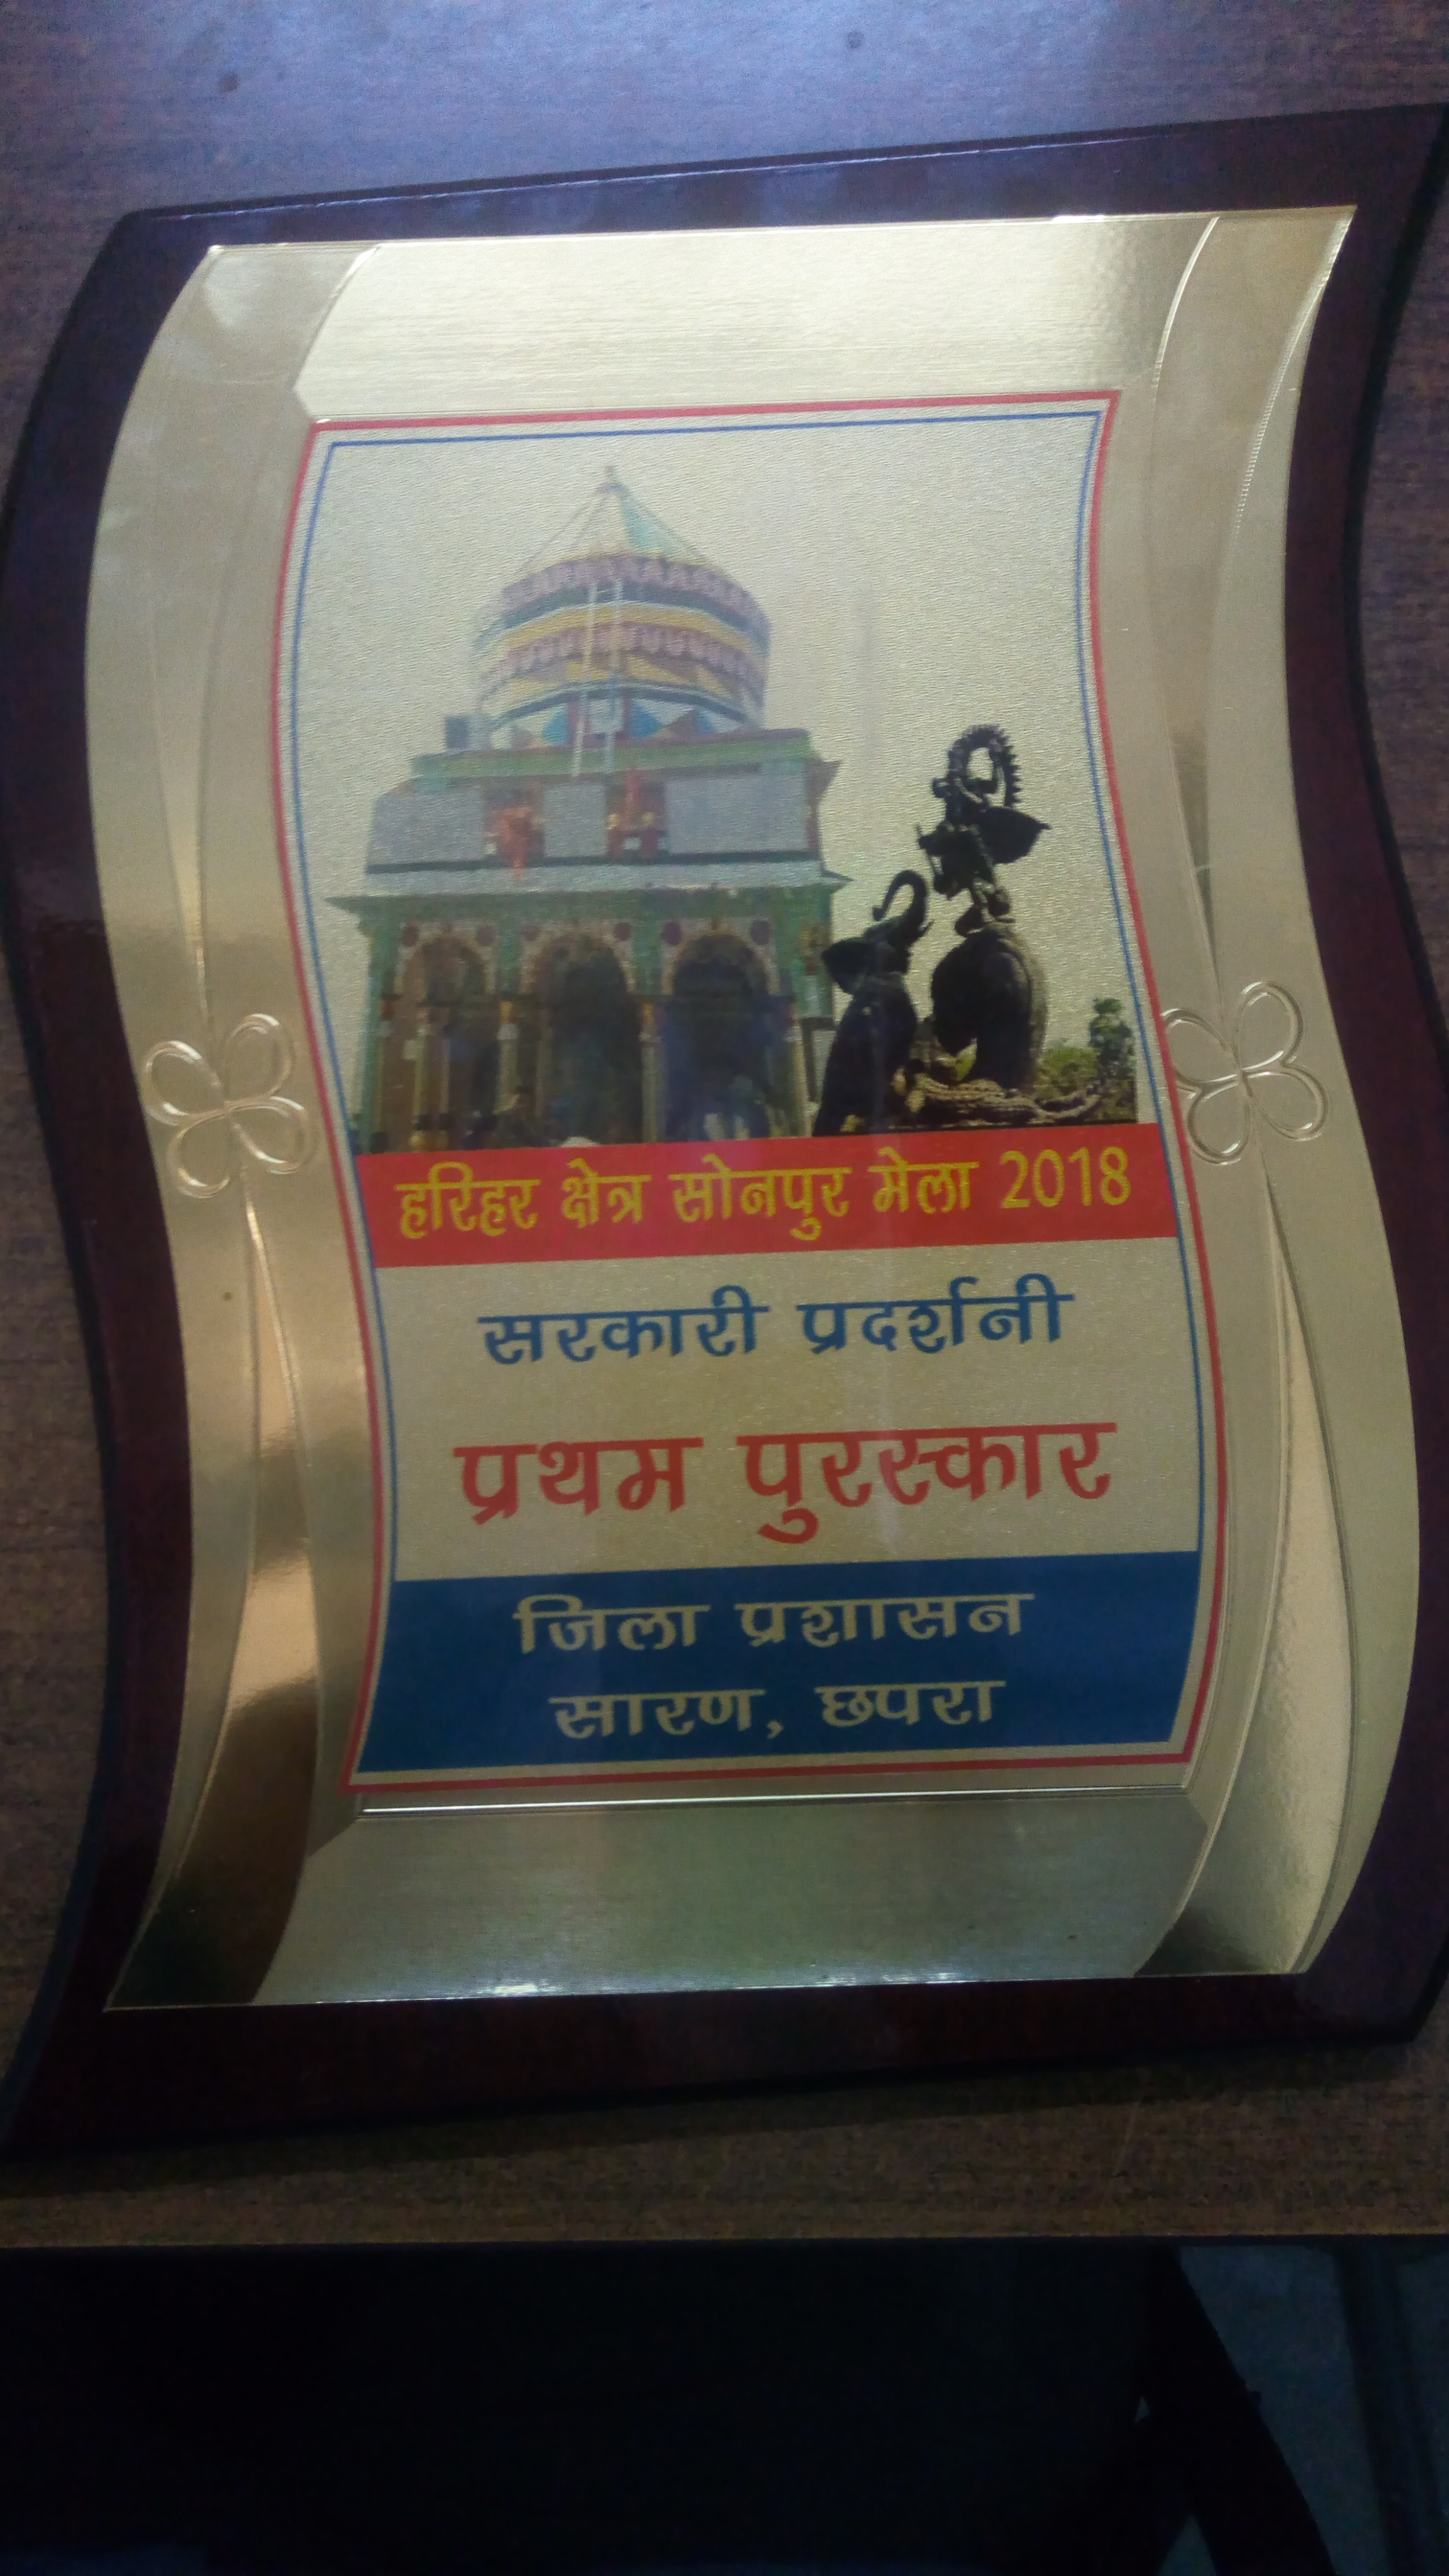 हरिहर क्षेत्र सोनपुर मेला 2018
सरकारी प्रदर्शनी
प्रथम पुरस्कार
जिला प्रशासन
सारण, छपरा